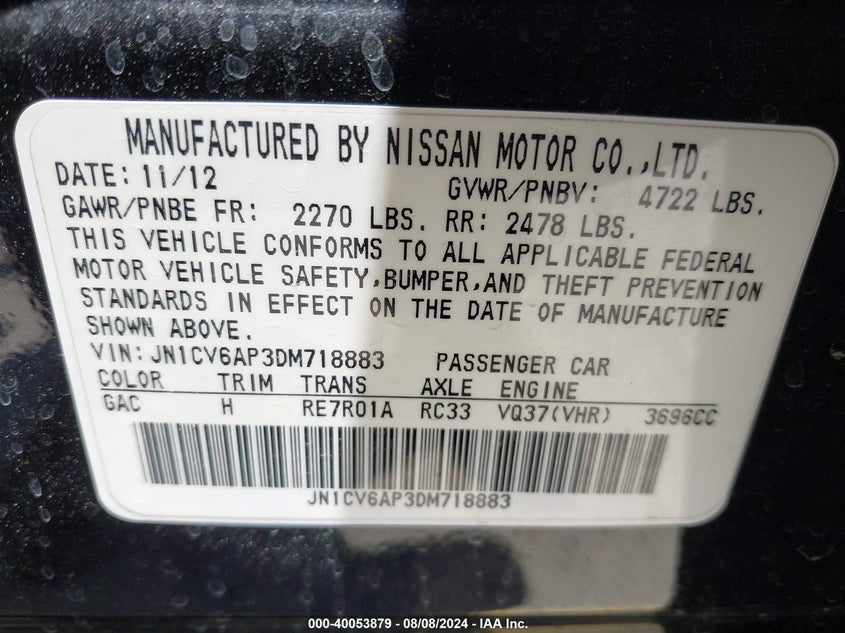 MANUFACTURED BY NISSAN MOTOR CO.,LTD.
DATE: 11/12 GVWR/PNBV: 4722 LBS.
GAWR/PNBE FR: 2270 LBS. RR: 2478 LBS.
THIS VEHICLE CONFORMS TO ALL APPLICABLE FEDERAL
MOTOR VEHICLE SAFETY,BUMPER,AND THEFT PREVENTION
STANDARDS IN EFFECT ON THE DATE OF MANUFACTURE
SHOWN ABOVE.
VIN: JN1CV6AP3DM718883 PASSENGER CAR
COLOR TRIM TRANS AXLE ENGINE
GAC H RE7R01A RC33 VQ37(VHR) 3696CC
JN1CV6AP3DM718883
000-40053879 - 08/08/2024 - IAA Inc.